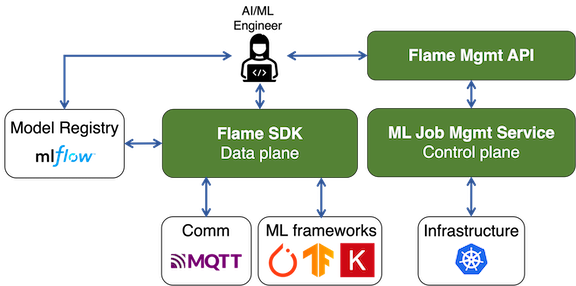 AI/ML
Engineer
Flame Mgmt API
Model Registry
mlflow
Flame SDK
Data plane
ML Job Mgmt Service
Control plane
Comm
MQTT
ML frameworks
K
Infrastructure